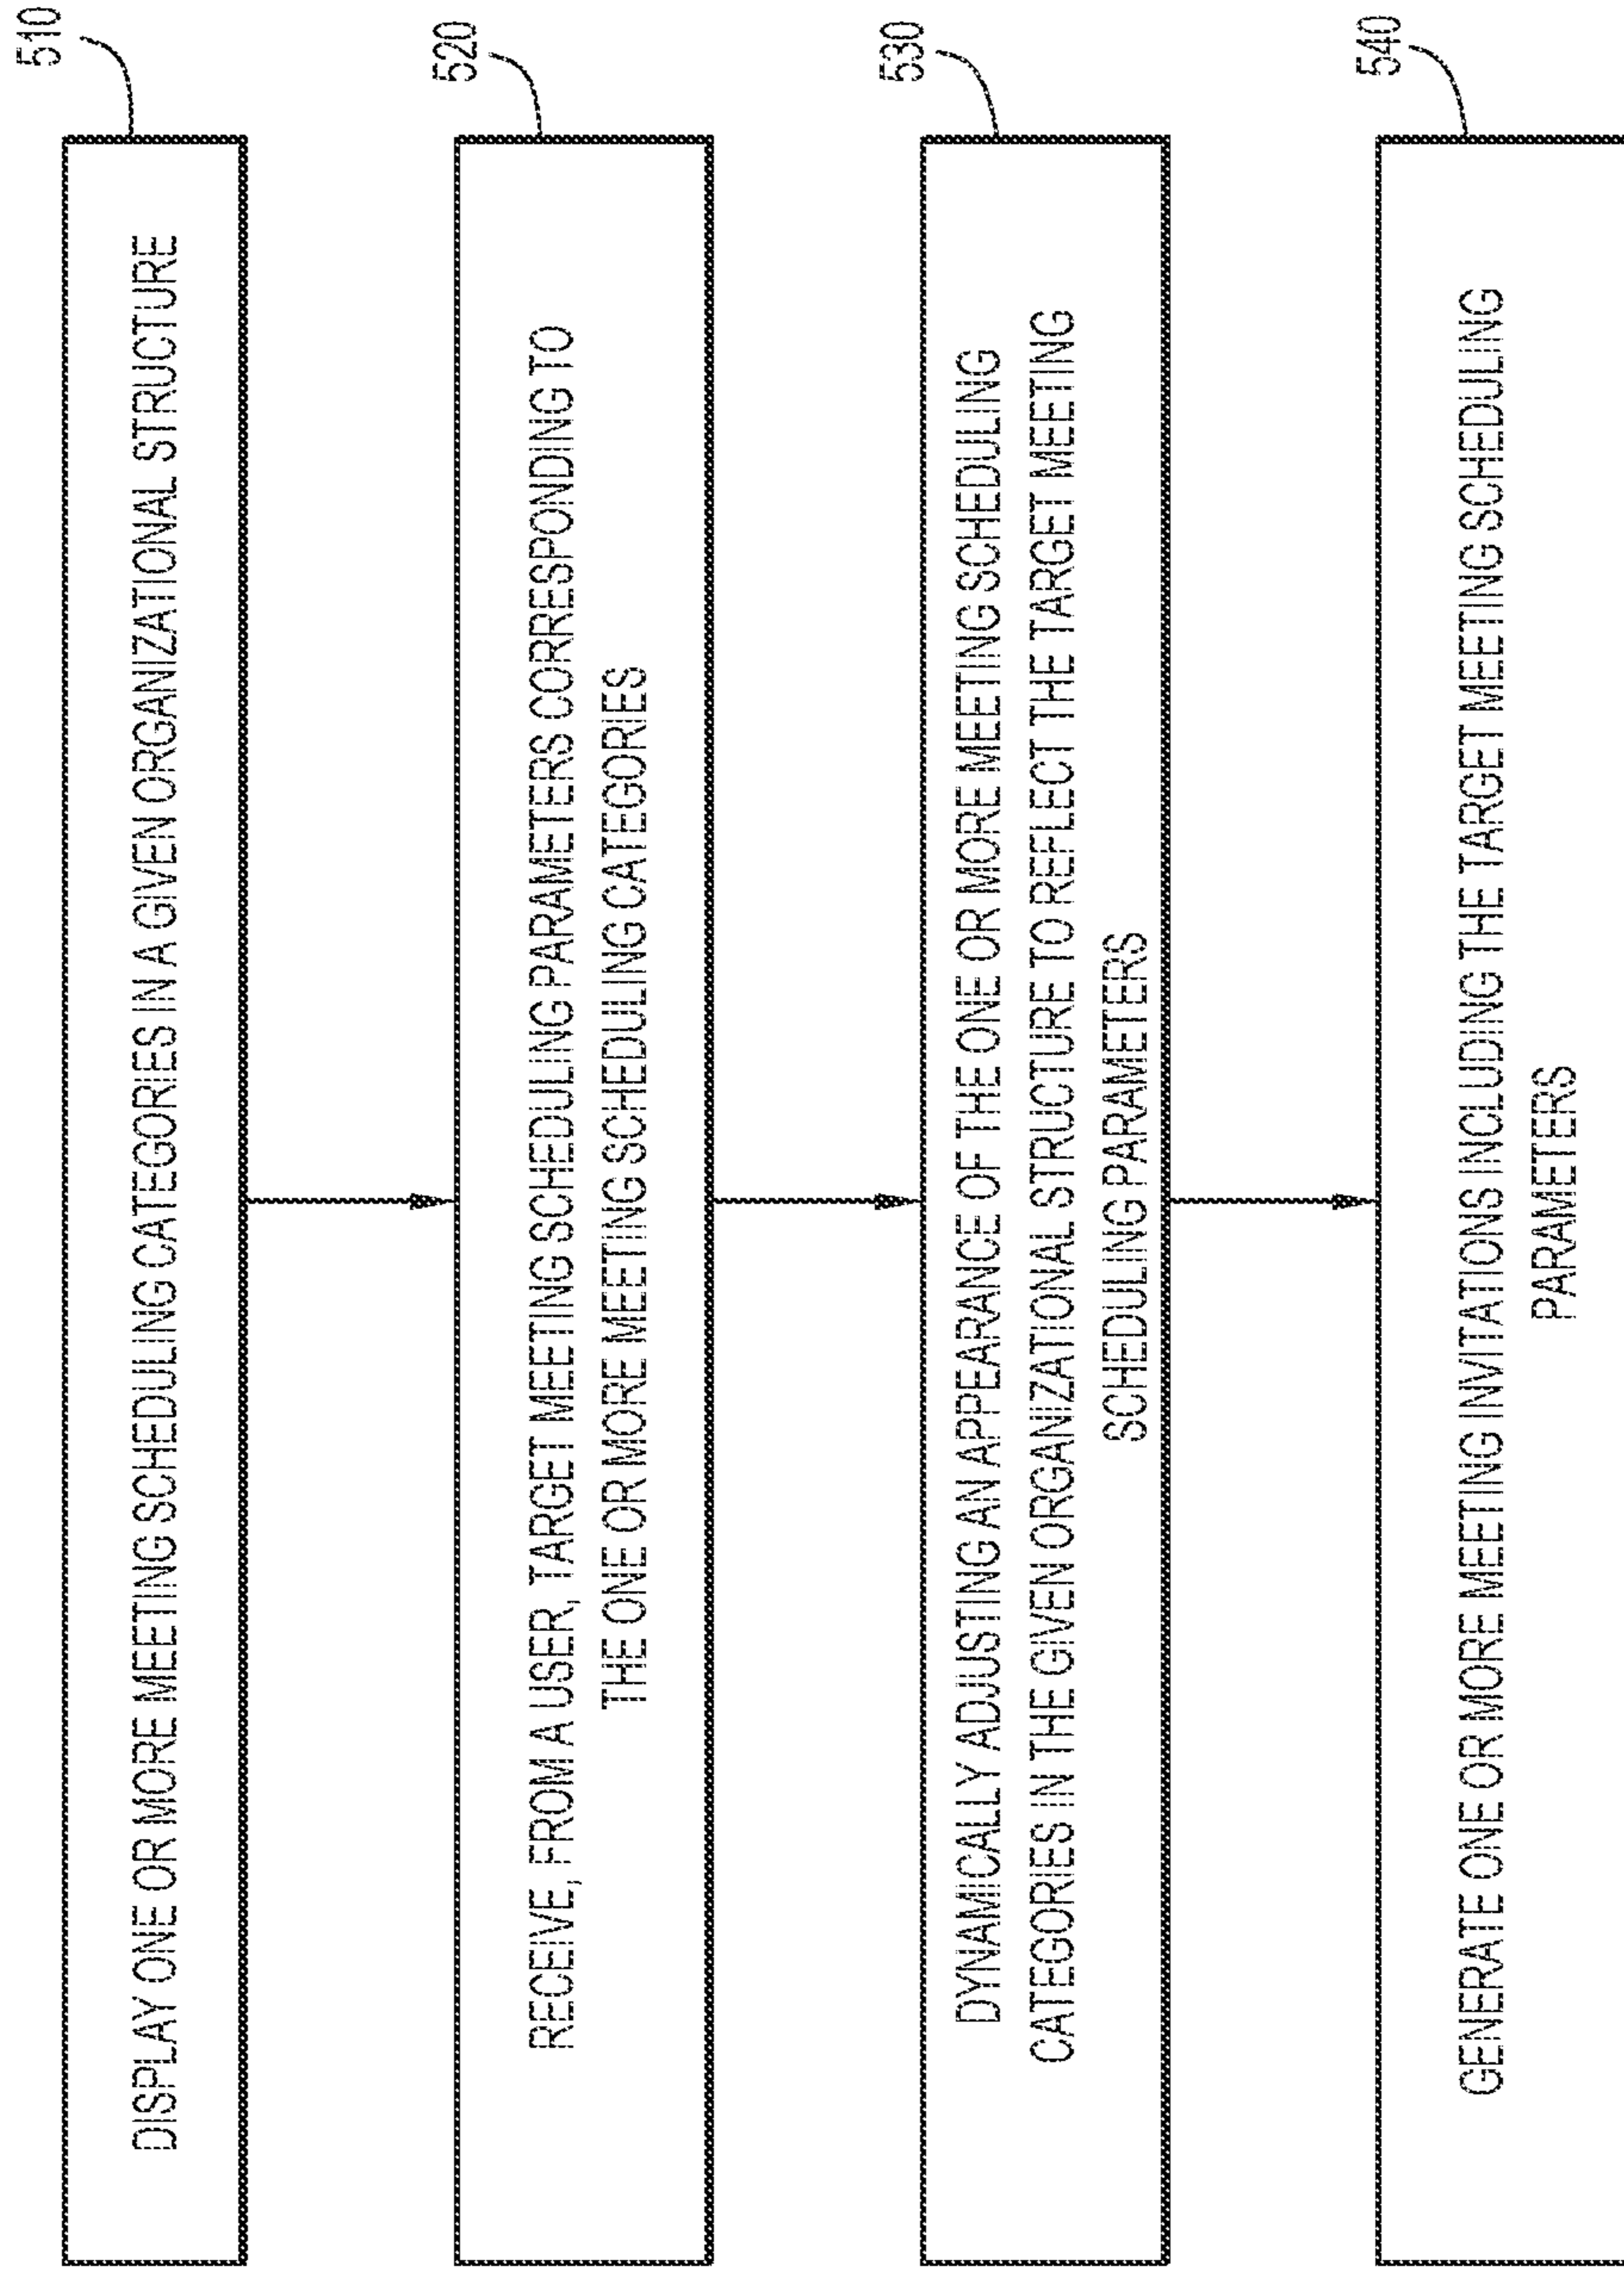 510
DISPLAY ONE OR MORE MEETING SCHEDULING CATEGORIES IN A GIVEN ORGANIZATIONAL STRUCTURE
520
RECEIVE, FROM A USER, TARGET MEETING SCHEDULING PARAMETERS CORRESPONDING TO
THE ONE OR MORE MEETING SCHEDULING CATEGORIES
530
DYNAMICALLY ADJUSTING AN APPEARANCE OF THE ONE OR MORE MEETING SCHEDULING
CATEGORIES IN THE GIVEN ORGANIZATIONAL STRUCTURE TO REFLECT THE TARGET MEETING
SCHEDULING PARAMETERS
540
GENERATE ONE OR MORE MEETING INVITATIONS INCLUDING THE TARGET MEETING SCHEDULING
PARAMETERS